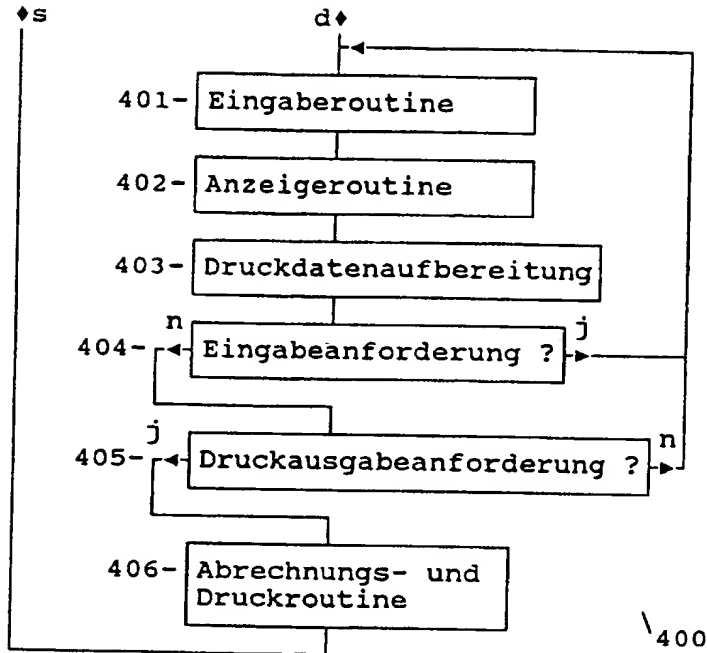 ♦s d♦
401- Eingaberoutine
402- Anzeigeroutine
403- Druckdatenaufbereitung
n j
404- Eingabeanforderung ?
j n
405- Druckausgabeanforderung ?
406- Abrechnungs- und
Druckroutine
400